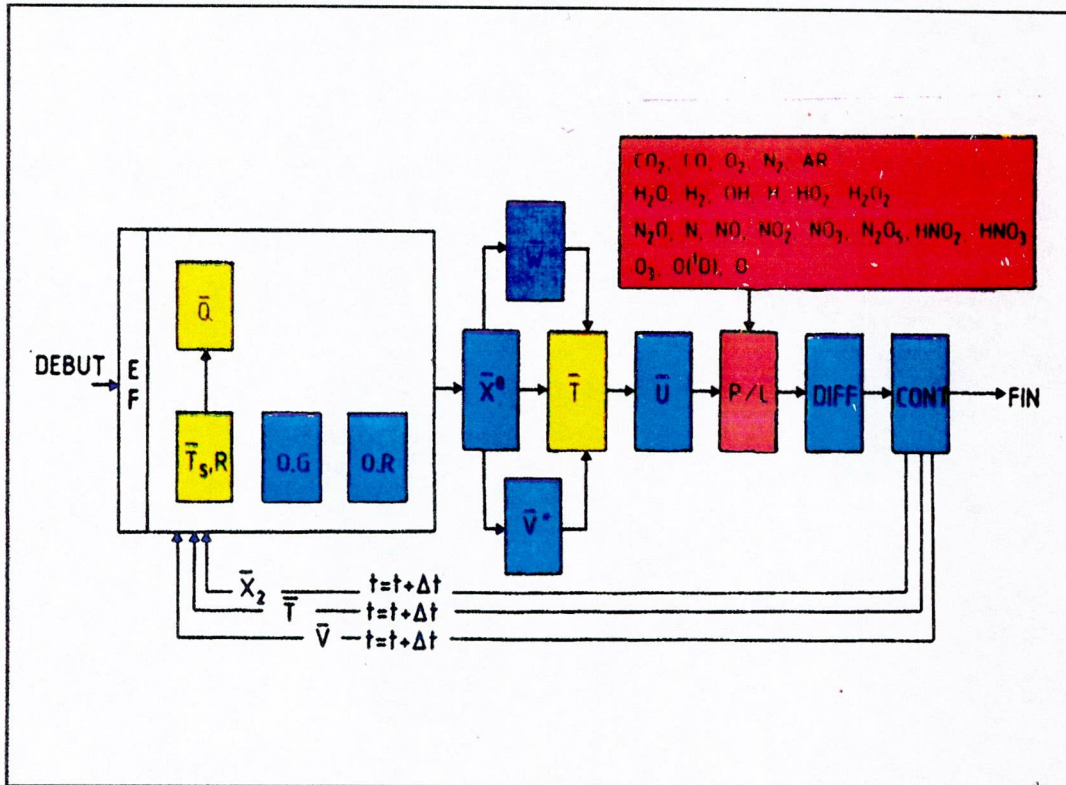 CO₂, CO, O₂, N₂, AR
H₂O, H₂, OH, H, HO₂, H₂O₂
N₂O, N, NO, NO₂, NO₃, N₂O₅, HNO₂, HNO₃
O₃, O(¹D), O
DEBUT
E
F
Q̄
T̄s,R
O.G
O.R
X̄
W̄
V̄*
T̄
Ū
P/L
DIFF
CONT
FIN
X̄₂ t=t+Δt
T̄ t=t+Δt
V̄ t=t+Δt